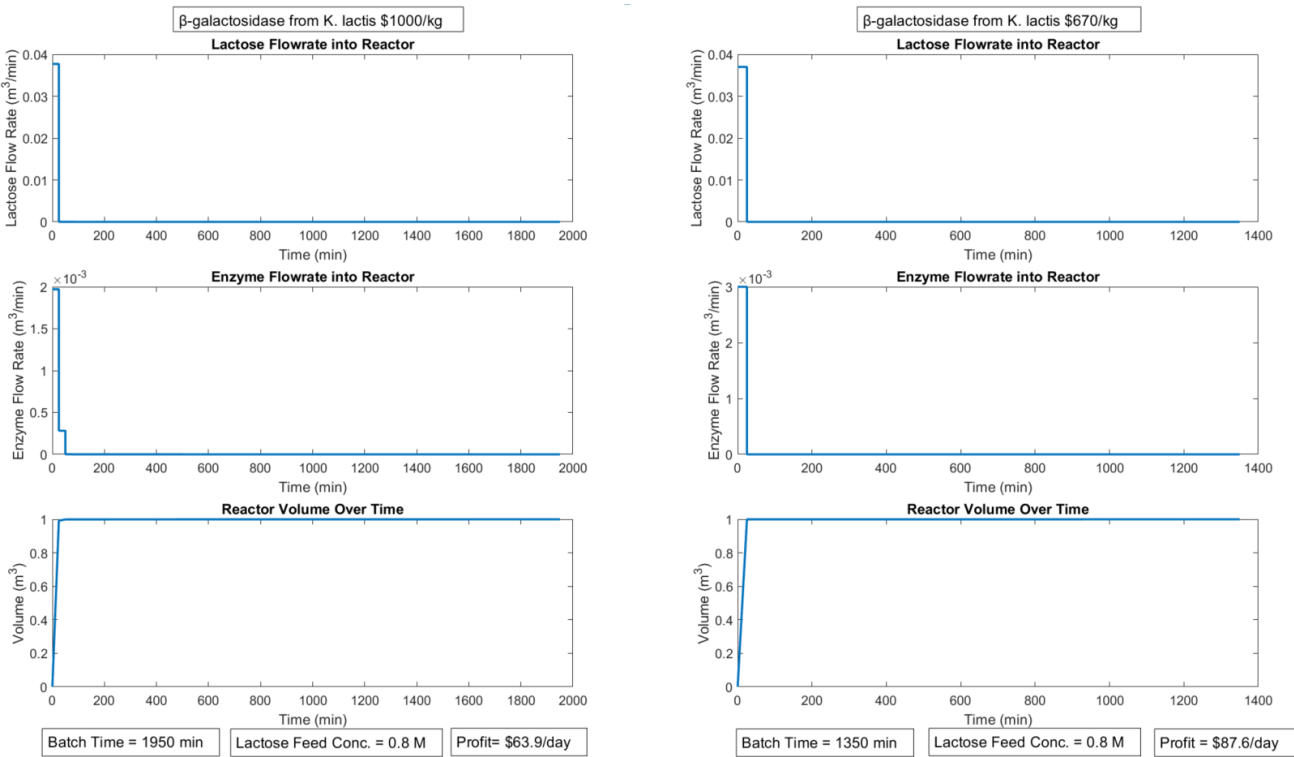 β-galactosidase from K. lactis $1000/kg
Lactose Flowrate into Reactor
Lactose Flow Rate (m³/min)
0.04
0.03
0.02
0.01
0
0 200 400 600 800 1000 1200 1400 1600 1800 2000
Time (min)
Enzyme Flowrate into Reactor
×10⁻³
Enzyme Flow Rate (m³/min)
2
1.5
1
0.5
0
0 200 400 600 800 1000 1200 1400 1600 1800 2000
Time (min)
Reactor Volume Over Time
Volume (m³)
1
0.8
0.6
0.4
0.2
0
0 200 400 600 800 1000 1200 1400 1600 1800 2000
Time (min)
Batch Time = 1950 min
Lactose Feed Conc. = 0.8 M
Profit= $63.9/day
β-galactosidase from K. lactis $670/kg
Lactose Flowrate into Reactor
Lactose Flow Rate (m³/min)
0.04
0.03
0.02
0.01
0
0 200 400 600 800 1000 1200 1400
Time (min)
Enzyme Flowrate into Reactor
×10⁻³
Enzyme Flow Rate (m³/min)
3
2
1
0
0 200 400 600 800 1000 1200 1400
Time (min)
Reactor Volume Over Time
Volume (m³)
1
0.8
0.6
0.4
0.2
0
0 200 400 600 800 1000 1200 1400
Time (min)
Batch Time = 1350 min
Lactose Feed Conc. = 0.8 M
Profit = $87.6/day